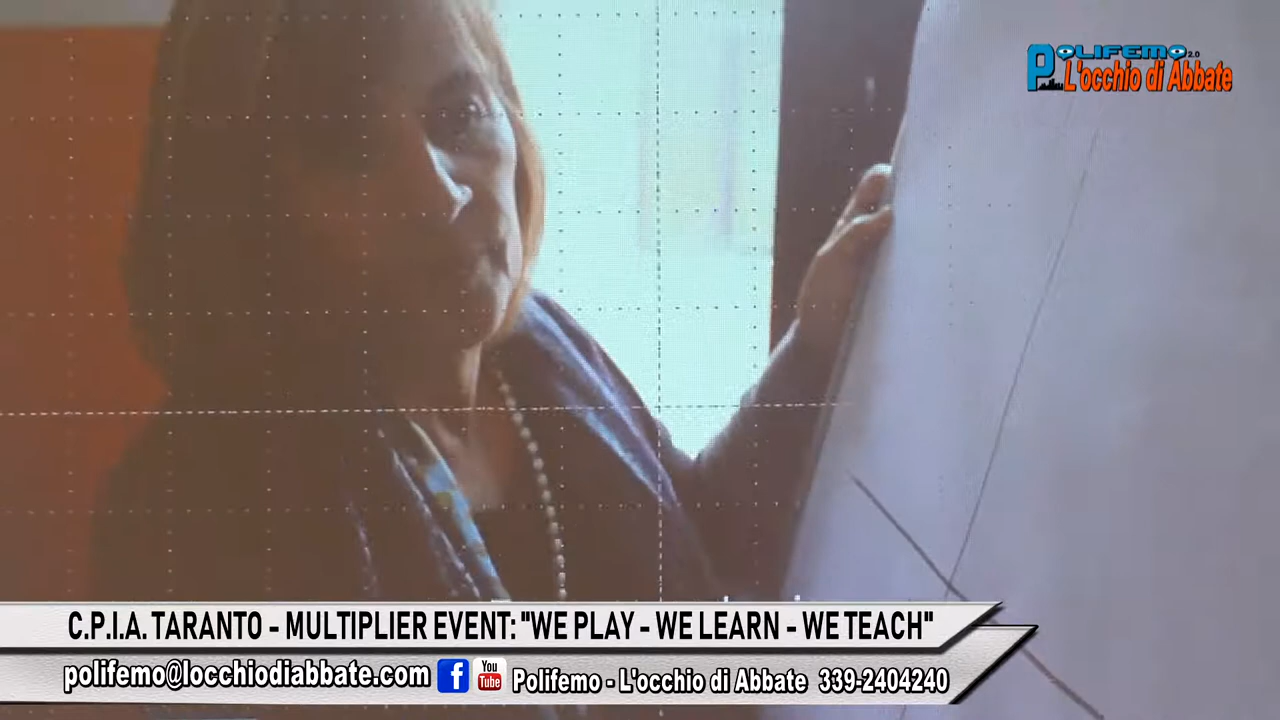 POLIFEMO 2.0
L'occhio di Abbate
C.P.I.A. TARANTO - MULTIPLIER EVENT: "WE PLAY - WE LEARN - WE TEACH"
polifemo@locchiodiabbate.com f You Tube Polifemo - L'occhio di Abbate 339-2404240